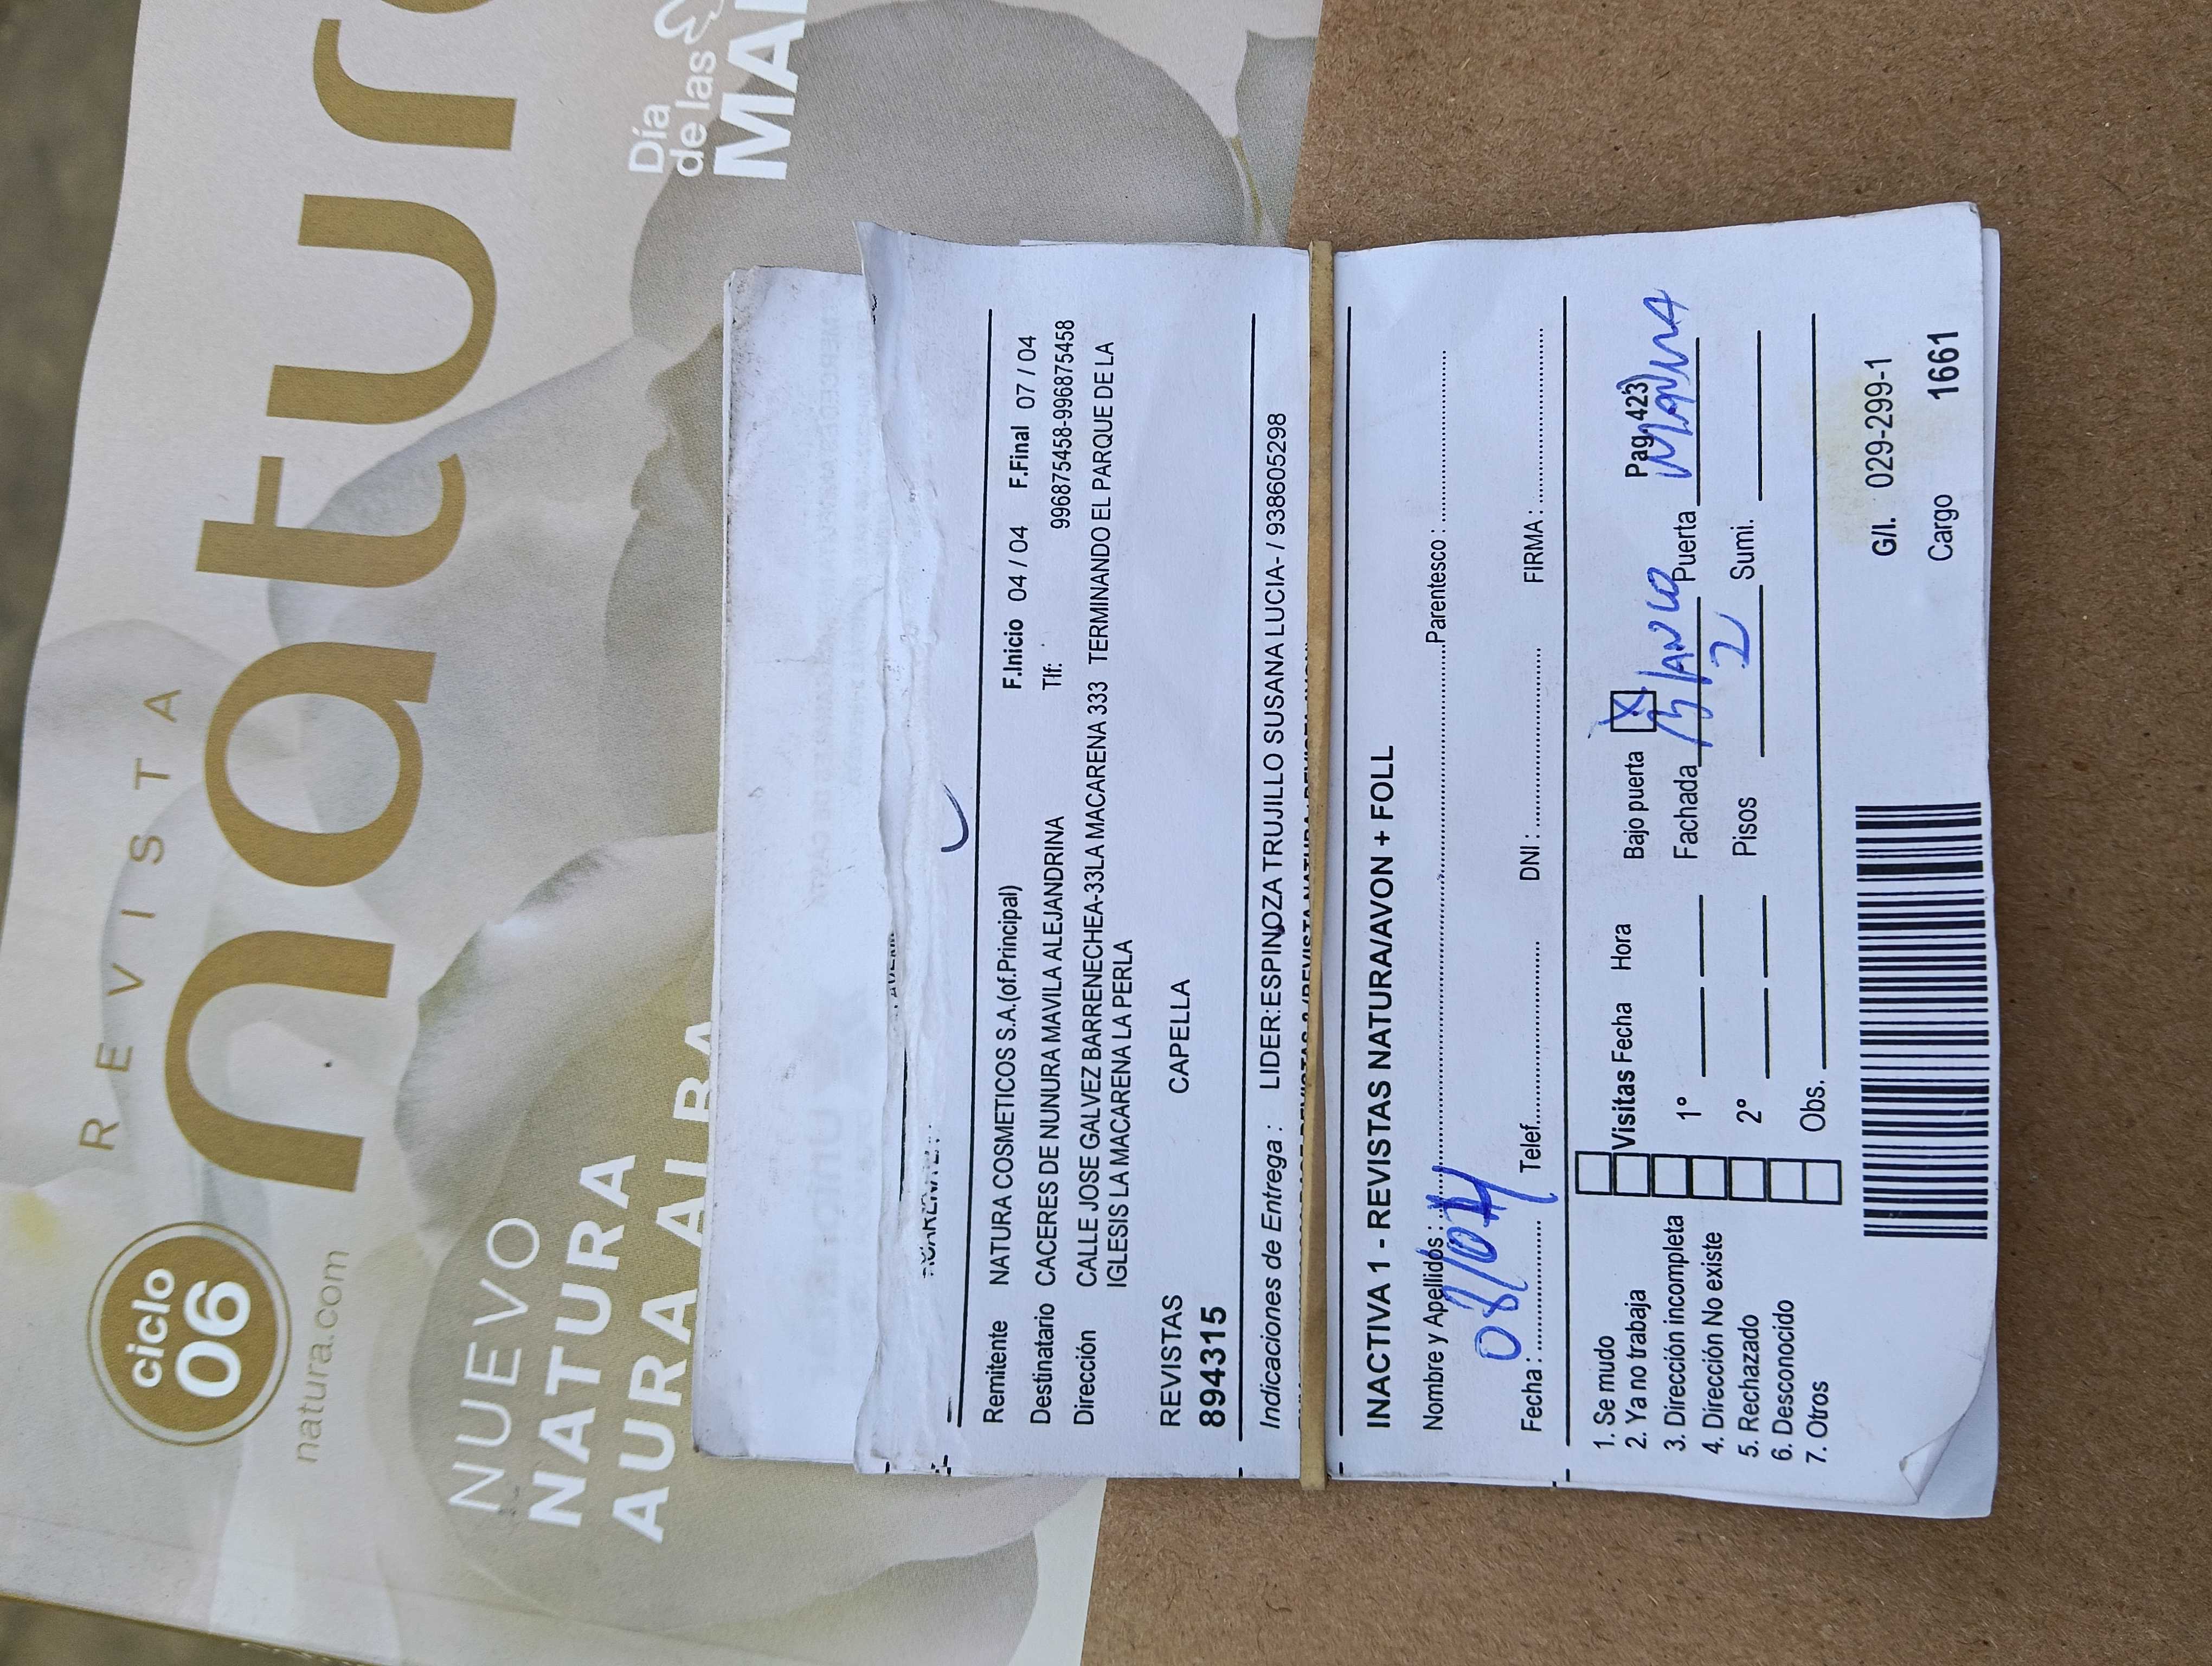 REVISTA
natur
ciclo
06
natura.com
Día
de las
MA
NUEVO
NATURA
AURA ALBA
Remitente NATURA COSMETICOS S.A.(of.Principal) F.Inicio 04 / 04 F.Final 07 / 04
Destinatario CACERES DE NUNURA MAVILA ALEJANDRINA Tlf: 996875458-996875458
Dirección CALLE JOSE GALVEZ BARRENECHEA-33LA MACARENA 333 TERMINANDO EL PARQUE DE LA
IGLESIS LA MACARENA LA PERLA
REVISTAS CAPELLA
894315
Indicaciones de Entrega : LIDER:ESPINOZA TRUJILLO SUSANA LUCIA- / 938605298
INACTIVA 1 - REVISTAS NATURA/AVON + FOLL
Nombre y Apellidos : Parentesco :
08/04
Fecha : Telef. DNI : FIRMA :
1. Se mudo
2. Ya no trabaja
3. Dirección incompleta
4. Dirección No existe
5. Rechazado
6. Desconocido
7. Otros
Visitas Fecha Hora
1°
2°
Obs.
Bajo puerta X Pag 423
Fachada Blanco Puerta
Pisos 2 Sumi.
G/I. 029-299-1
Cargo 1661